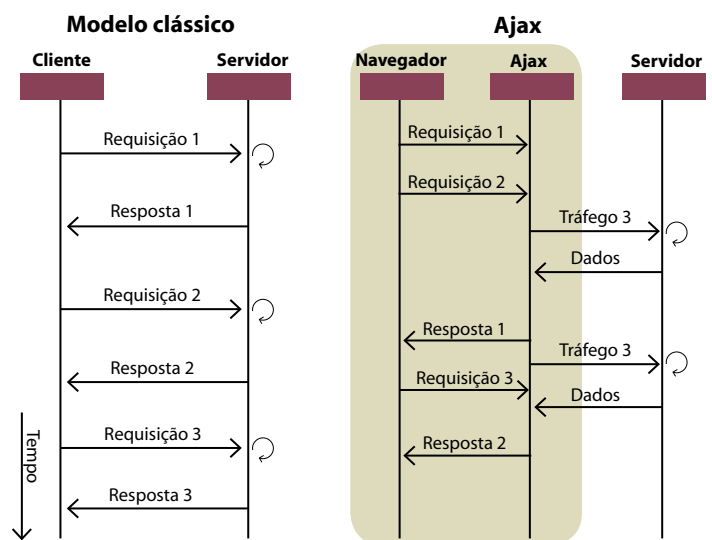 Modelo clássico
Cliente
Servidor
Requisição 1
Resposta 1
Requisição 2
Resposta 2
Requisição 3
Resposta 3
Tempo
Ajax
Navegador
Ajax
Servidor
Requisição 1
Requisição 2
Tráfego 3
Dados
Resposta 1
Tráfego 3
Requisição 3
Dados
Resposta 2